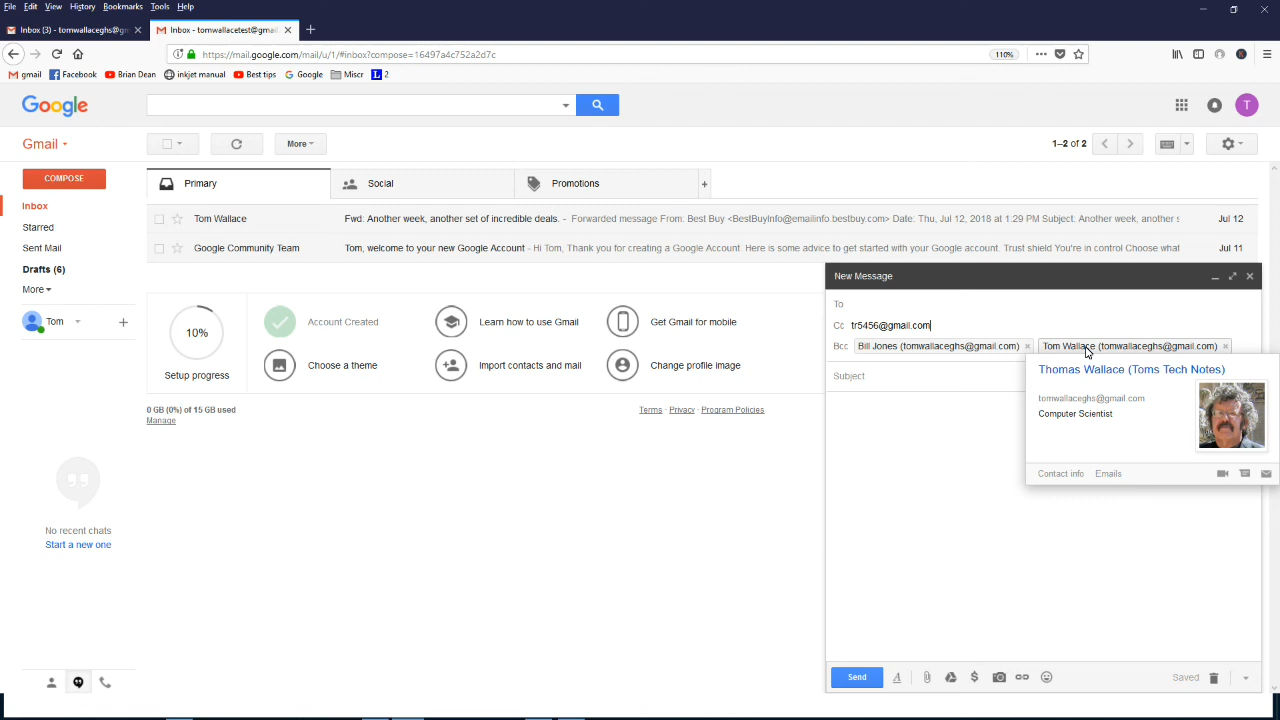 File Edit View History Bookmarks Tools Help
Inbox (3) - tomwallaceghs@gm Inbox - tomwallacetest@gmail
https://mail.google.com/mail/u/1/#inbox?compose=16497a4c752a2d7c 110%
gmail Facebook Brian Dean inkjet manual Best tips Google Miscr L 2
Google T
Gmail More 1–2 of 2
COMPOSE Primary Social Promotions +
Inbox
Starred Tom Wallace Fwd: Another week, another set of incredible deals. - Forwarded message From: Best Buy <BestBuyInfo@emailinfo.bestbuy.com> Date: Thu, Jul 12, 2018 at 1:29 PM Subject: Another week, another s Jul 12
Sent Mail Google Community Team Tom, welcome to your new Google Account - Hi Tom, Thank you for creating a Google Account. Here is some advice to get started with your Google account. Trust shield You're in control Choose what Jul 11
Drafts (6)
More
Tom
10%
Setup progress
Account Created Learn how to use Gmail Get Gmail for mobile
Choose a theme Import contacts and mail Change profile image
0 GB (0%) of 15 GB used
Manage
Terms - Privacy - Program Policies
No recent chats
Start a new one
New Message
To
Cc tr5456@gmail.com
Bcc Bill Jones (tomwallaceghs@gmail.com) × Tom Wallace (tomwallaceghs@gmail.com) ×
Subject
Thomas Wallace (Toms Tech Notes)
tomwallaceghs@gmail.com
Computer Scientist
Contact info Emails
Send A $ Saved